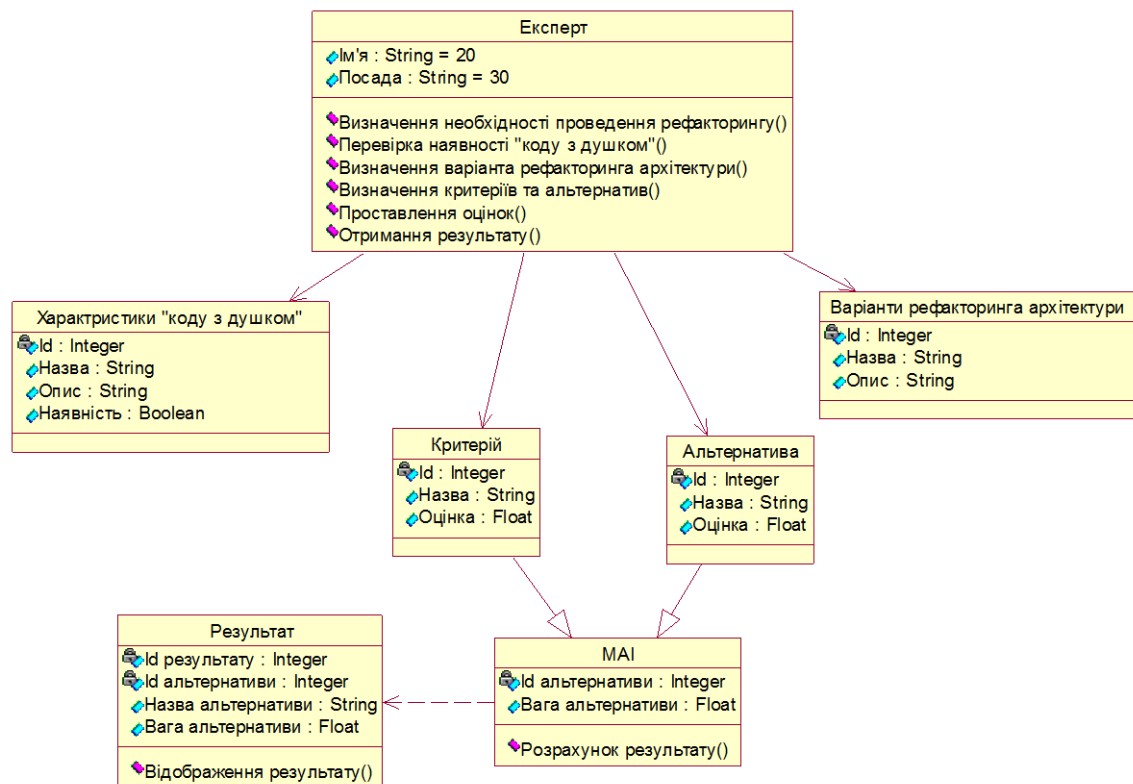 Експерт
Ім'я : String = 20
Посада : String = 30
Визначення необхідності проведення рефакторингу()
Перевірка наявності "коду з душком"()
Визначення варіанта рефакторинга архітектури()
Визначення критеріїв та альтернатив()
Проставлення оцінок()
Отримання результату()
Характристики "коду з душком"
Id : Integer
Назва : String
Опис : String
Наявність : Boolean
Варіанти рефакторинга архітектури
Id : Integer
Назва : String
Опис : String
Критерій
Id : Integer
Назва : String
Оцінка : Float
Альтернатива
Id : Integer
Назва : String
Оцінка : Float
Результат
Id результату : Integer
Id альтернативи : Integer
Назва альтернативи : String
Вага альтернативи : Float
Відображення результату()
МАІ
Id альтернативи : Integer
Вага альтернативи : Float
Розрахунок результату()